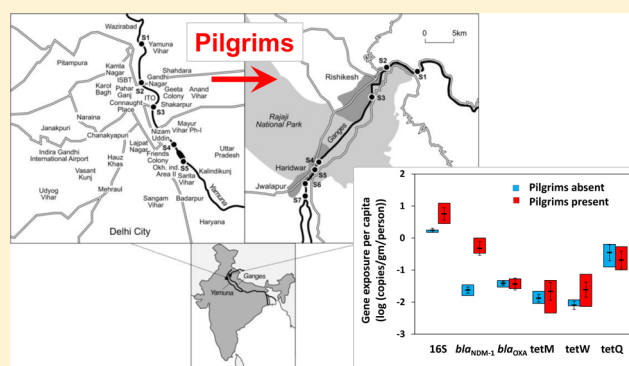 Wazirabad
S1
Yamuna
Vihar
Pitampura
Kamla
Nagar
Shahdara
ISBT
S2
Gandhi
Nagar
Karol
Bagh
Pahar
Ganj
Geeta
Colony
Anand
Vihar
Connaught
Place
ITO
S3
Shakarpur
Naraina
Mayur
Vihar Ph-I
Janakpuri
Chanakyapuri
Nizam
Uddin
Lajpat
Nagar
S4
Uttar
Pradesh
Indira Gandhi
International Airport
Hauz
Khas
Friends
Colony
S5
Kalindikunj
Vasant
Kunj
Okh. ind.
Area II
Sarita
Vihar
Mehraul
Udyog
Vihar
Sangam
Vihar
Badarpur
Yamuna
Haryana
Delhi City
Pilgrims
0 5km
Rishikesh
S2
S1
S3
Rajaji
National Park
Ganges
Haridwar
S4
S5
Jwalapur
S6
S7
Ganges
Yamuna
Gene exposure per capita
(log (copies/gm/person))
Pilgrims absent
Pilgrims present
2
1
0
-1
-2
-3
16S blaNDM-1 blaOXA tetM tetW tetQ